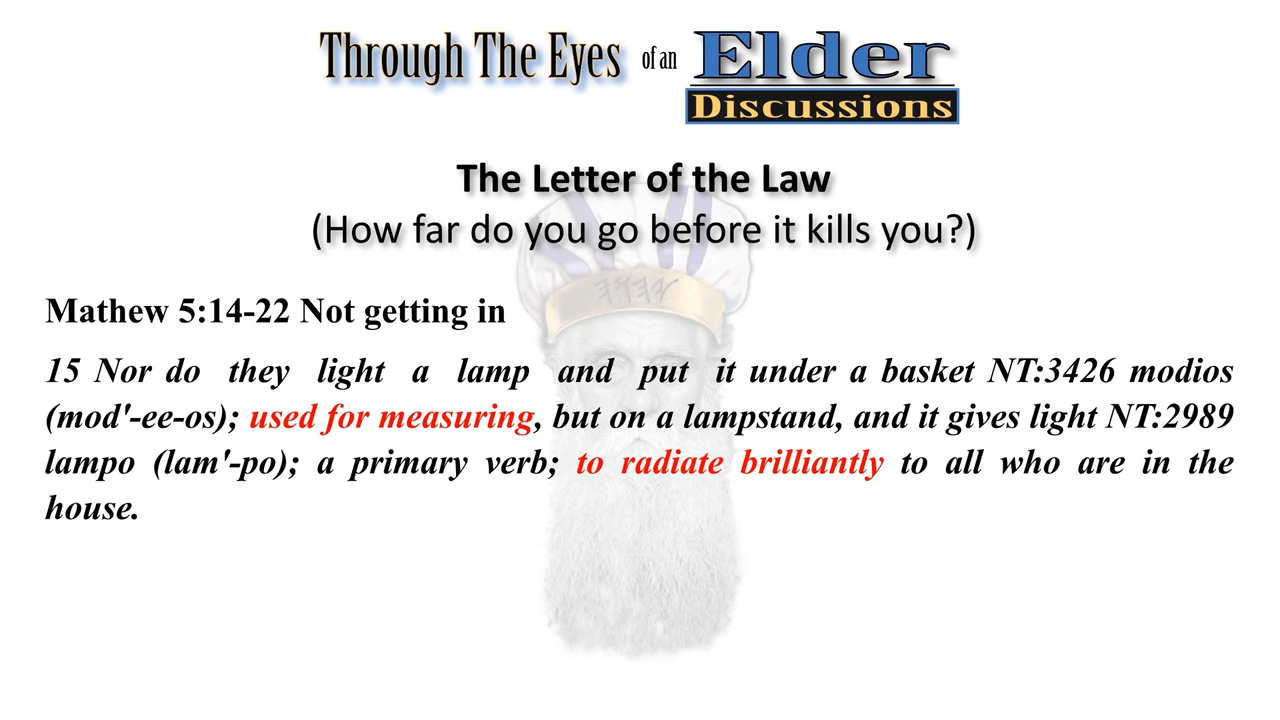 Through The Eyes of an Elder
Discussions
The Letter of the Law
(How far do you go before it kills you?)
𐤉𐤄𐤅𐤄
Mathew 5:14-22 Not getting in
15 Nor do they light a lamp and put it under a basket NT:3426 modios
(mod'-ee-os); used for measuring, but on a lampstand, and it gives light NT:2989
lampo (lam'-po); a primary verb; to radiate brilliantly to all who are in the
house.